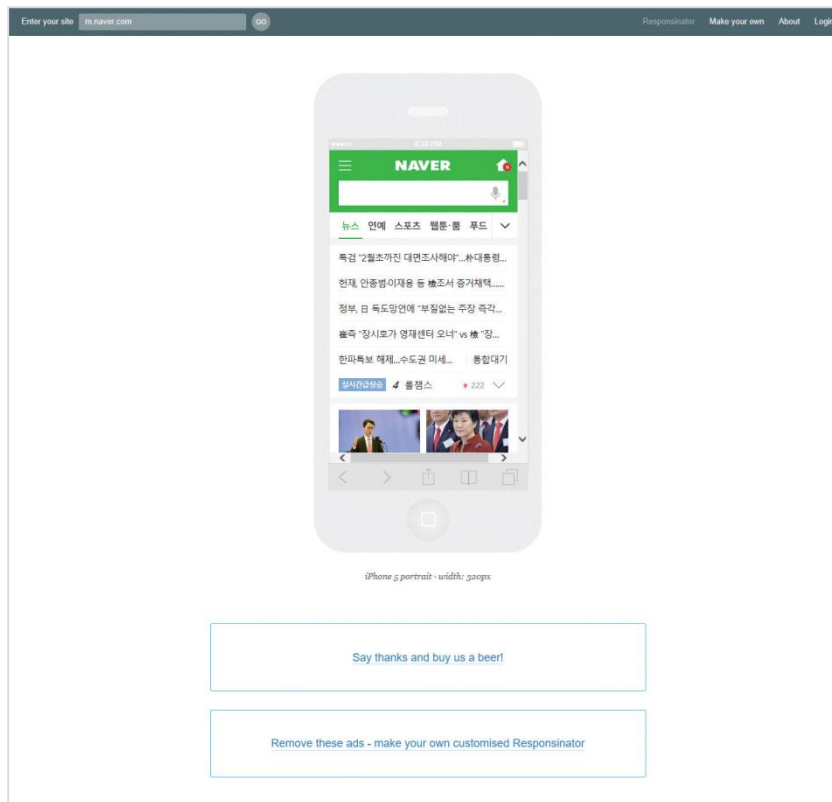 Enter your site m.naver.com GO Responsinator Make your own About Login
4:32 PM
NAVER
뉴스 연예 스포츠 웹툰·뿜 푸드
특검 "2월초까진 대면조사해야"...朴대통령...
헌재, 안종범·이재용 등 檢조서 증거채택......
정부, 日 독도망언에 "부질없는 주장 즉각...
崔측 "장시호가 영재센터 오너" vs 檢 "장...
한파특보 해제...수도권 미세... 통합대기
실시간급상승 4 롤챔스 222
iPhone 5 portrait · width: 320px
Say thanks and buy us a beer!
Remove these ads - make your own customised Responsinator